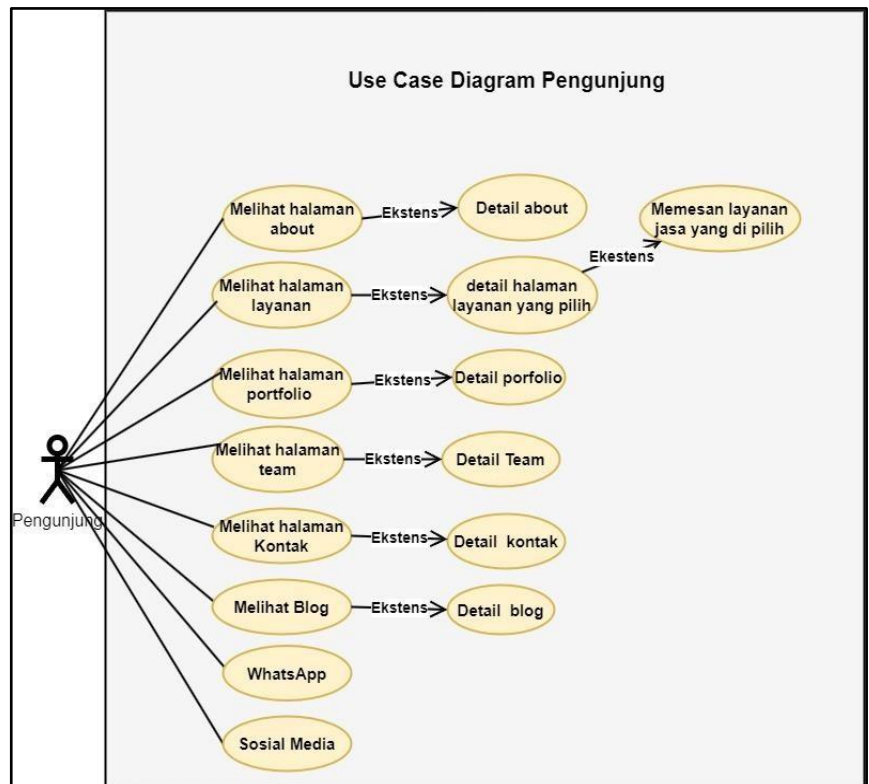 Use Case Diagram Pengunjung
Melihat halaman
about
Ekstens
Detail about
Memesan layanan
jasa yang di pilih
Ekestens
Melihat halaman
layanan
Ekstens
detail halaman
layanan yang pilih
Melihat halaman
portfolio
Ekstens
Detail porfolio
Melihat halaman
team
Ekstens
Detail Team
Pengunjung
Melihat halaman
Kontak
Ekstens
Detail kontak
Melihat Blog
Ekstens
Detail blog
WhatsApp
Sosial Media